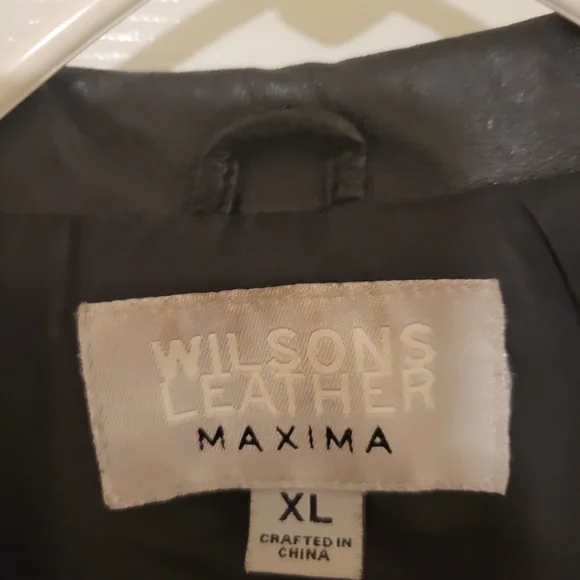 WILSONS
LEATHER
MAXIMA
XL
CRAFTED IN
CHINA